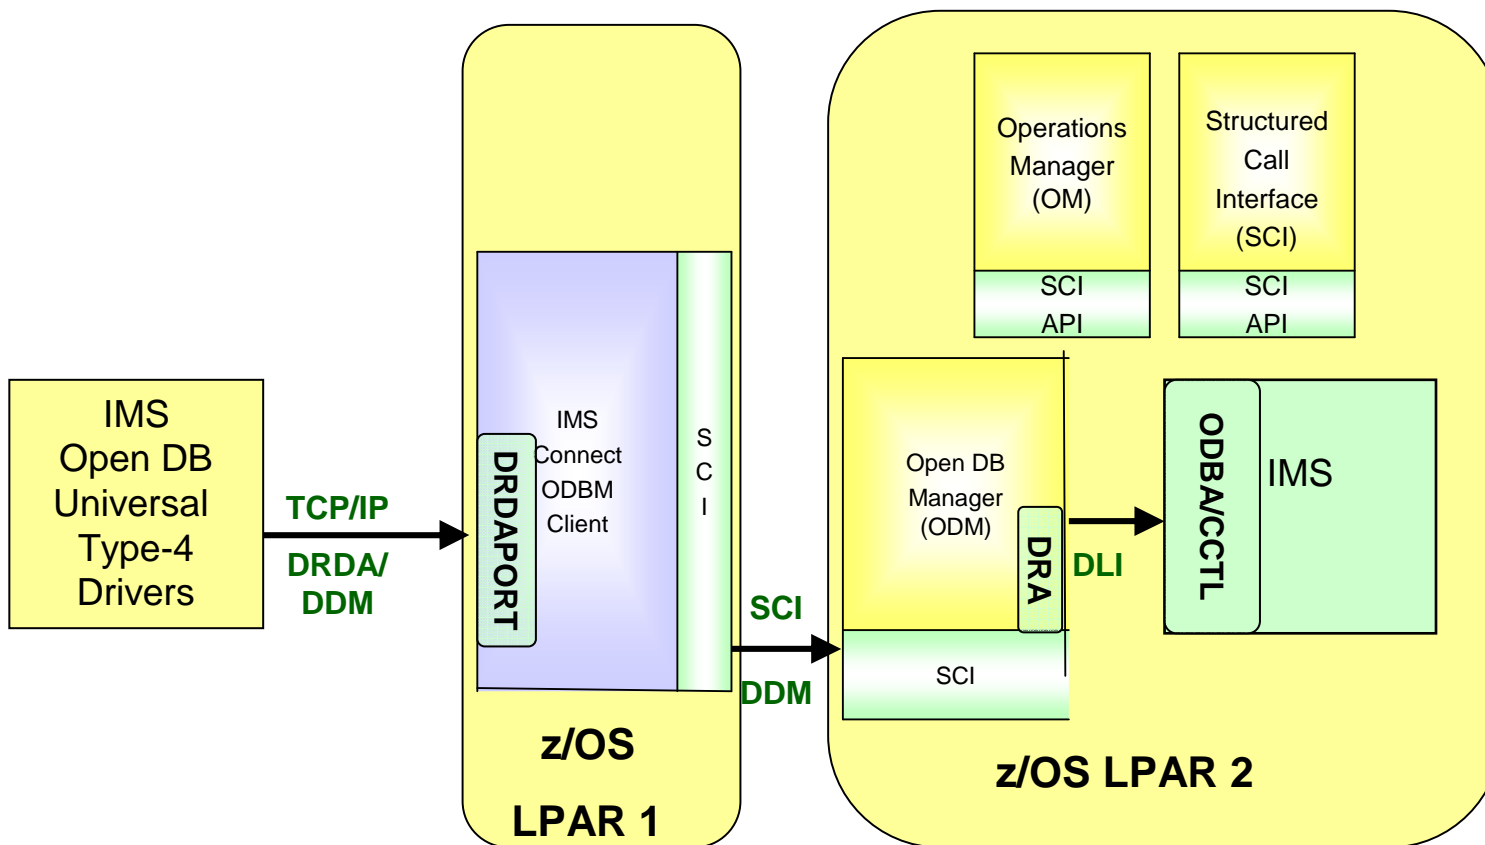 IMS
Open DB
Universal
Type-4
Drivers
TCP/IP
DRDA/
DDM
DRDAPORT
IMS
Connect
ODBM
Client
S
C
I
z/OS
LPAR 1
SCI
DDM
Operations
Manager
(OM)
SCI
API
Structured
Call
Interface
(SCI)
SCI
API
Open DB
Manager
(ODM)
DRA
SCI
DLI
ODBA/CCTL
IMS
z/OS LPAR 2